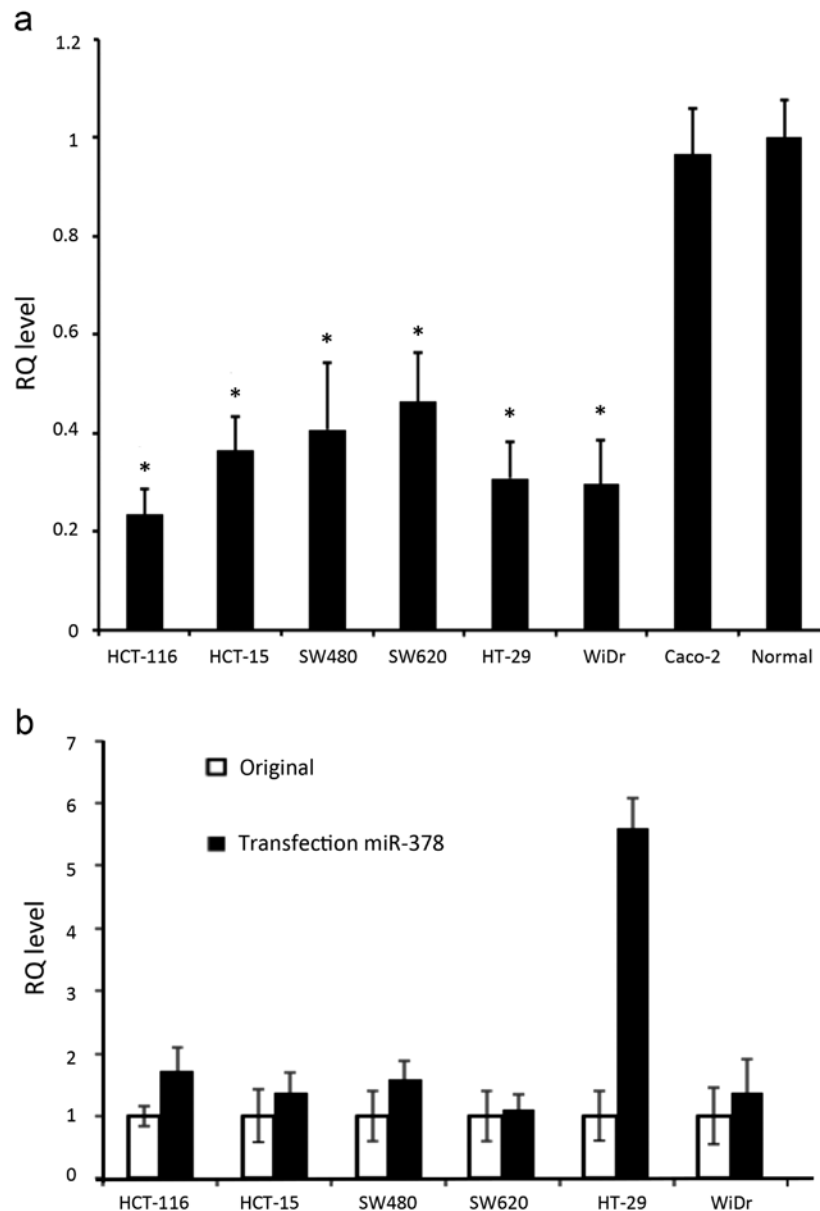 a
1.2
1
0.8
0.6
0.4
0.2
0
RQ level
* * * * * *
HCT-116 HCT-15 SW480 SW620 HT-29 WiDr Caco-2 Normal
b
7
6
5
4
3
2
1
0
RQ level
Original
Transfection miR-378
HCT-116 HCT-15 SW480 SW620 HT-29 WiDr